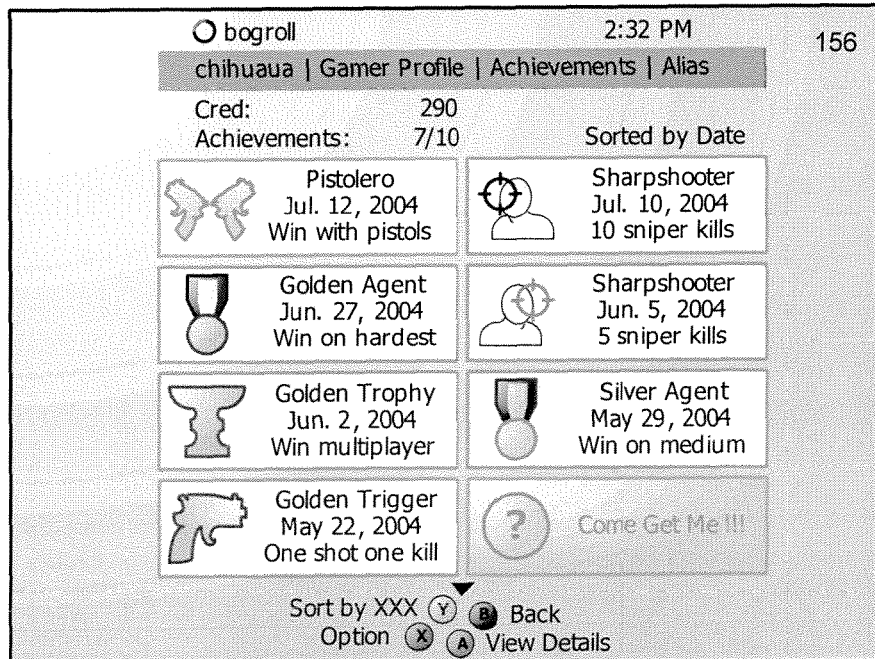 bogroll 2:32 PM
156
chihuaua | Gamer Profile | Achievements | Alias
Cred: 290
Achievements: 7/10 Sorted by Date
Pistolero
Jul. 12, 2004
Win with pistols
Sharpshooter
Jul. 10, 2004
10 sniper kills
Golden Agent
Jun. 27, 2004
Win on hardest
Sharpshooter
Jun. 5, 2004
5 sniper kills
Golden Trophy
Jun. 2, 2004
Win multiplayer
Silver Agent
May 29, 2004
Win on medium
Golden Trigger
May 22, 2004
One shot one kill
?
Come Get Me !!!
Sort by XXX Y B Back
Option X A View Details